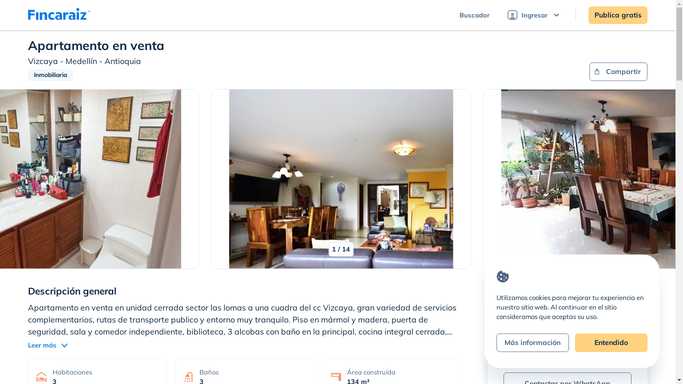 Fincaraiz
Buscador
Ingresar
Publica gratis
Apartamento en venta
Vizcaya - Medellín - Antioquia
Inmobiliaria
Compartir
1 / 14
Descripción general
Apartamento en venta en unidad cerrada sector las lomas a una cuadra del cc Vizcaya, gran variedad de servicios
complementarios, rutas de transporte publico y entorno muy tranquilo. Piso en mármol y madera, puerta de
seguridad, sala y comedor independiente, biblioteca, 3 alcobas con baño en la principal, cocina integral cerrada,...
Leer más
Habitaciones
3
Baños
3
Área construida
134 m²
Utilizamos cookies para mejorar tu experiencia en
nuestro sitio web. Al continuar en el sitio
consideramos que aceptas su uso.
Más información
Entendido
Contactar por WhatsApp